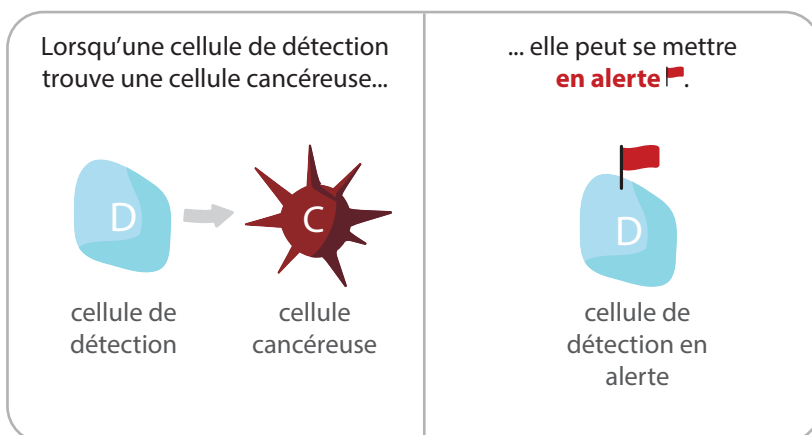 Lorsqu’une cellule de détection
trouve une cellule cancéreuse...
D
C
cellule de
détection
cellule
cancéreuse
... elle peut se mettre
en alerte.
D
cellule de
détection en
alerte